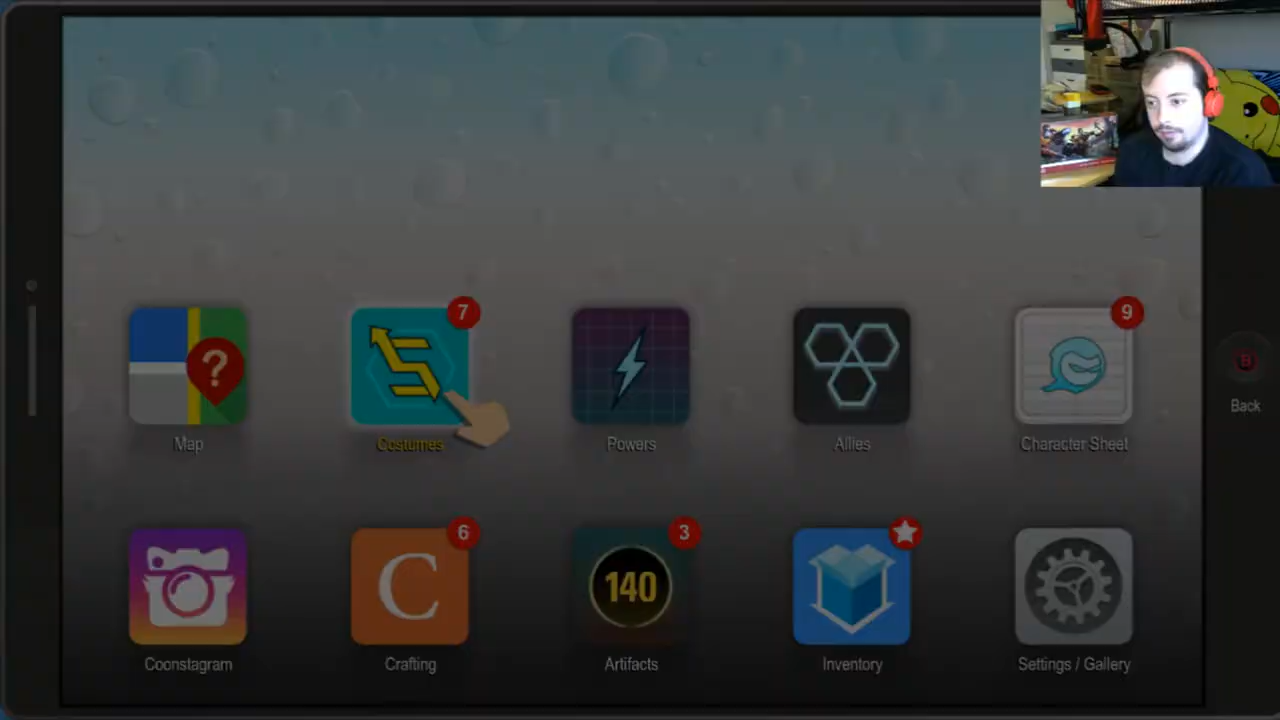 7
9
?
Map
Costumes
Powers
Allies
Character Sheet
B
Back
6
3
C
140
Coonstagram
Crafting
Artifacts
Inventory
Settings / Gallery